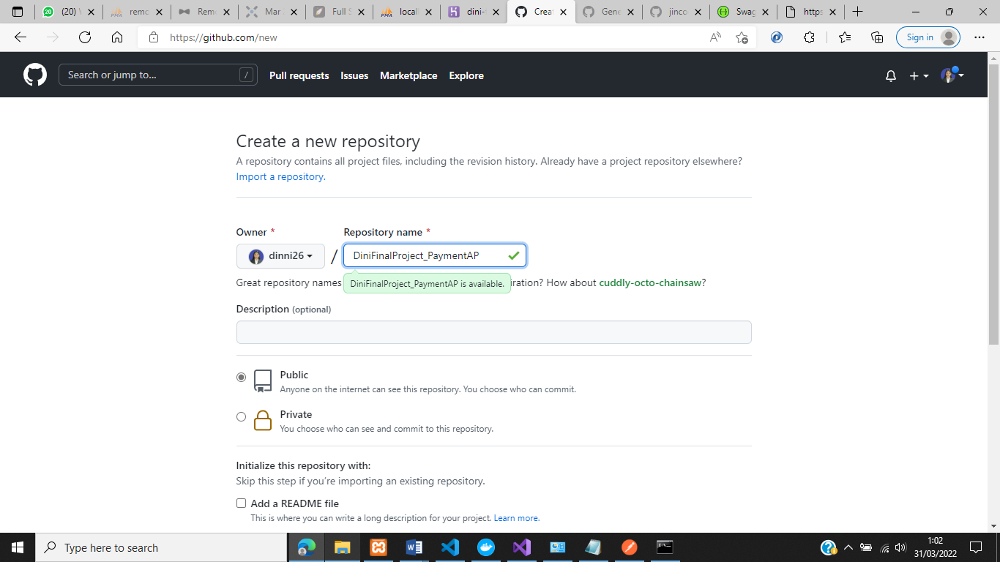 (20)
remo
Rem
Mar
Full S
locall
dini-
Crea
Gene
jinco
Swag
https
https://github.com/new
Sign in
Search or jump to...
/
Pull requests
Issues
Marketplace
Explore
Create a new repository
A repository contains all project files, including the revision history. Already have a project repository elsewhere?
Import a repository.
Owner *
Repository name *
dinni26
/
DiniFinalProject_PaymentAP
Great repository names
DiniFinalProject_PaymentAP is available.
iration? How about cuddly-octo-chainsaw?
Description (optional)
Public
Anyone on the internet can see this repository. You choose who can commit.
Private
You choose who can see and commit to this repository.
Initialize this repository with:
Skip this step if you’re importing an existing repository.
Add a README file
This is where you can write a long description for your project. Learn more.
Type here to search
1:02
31/03/2022